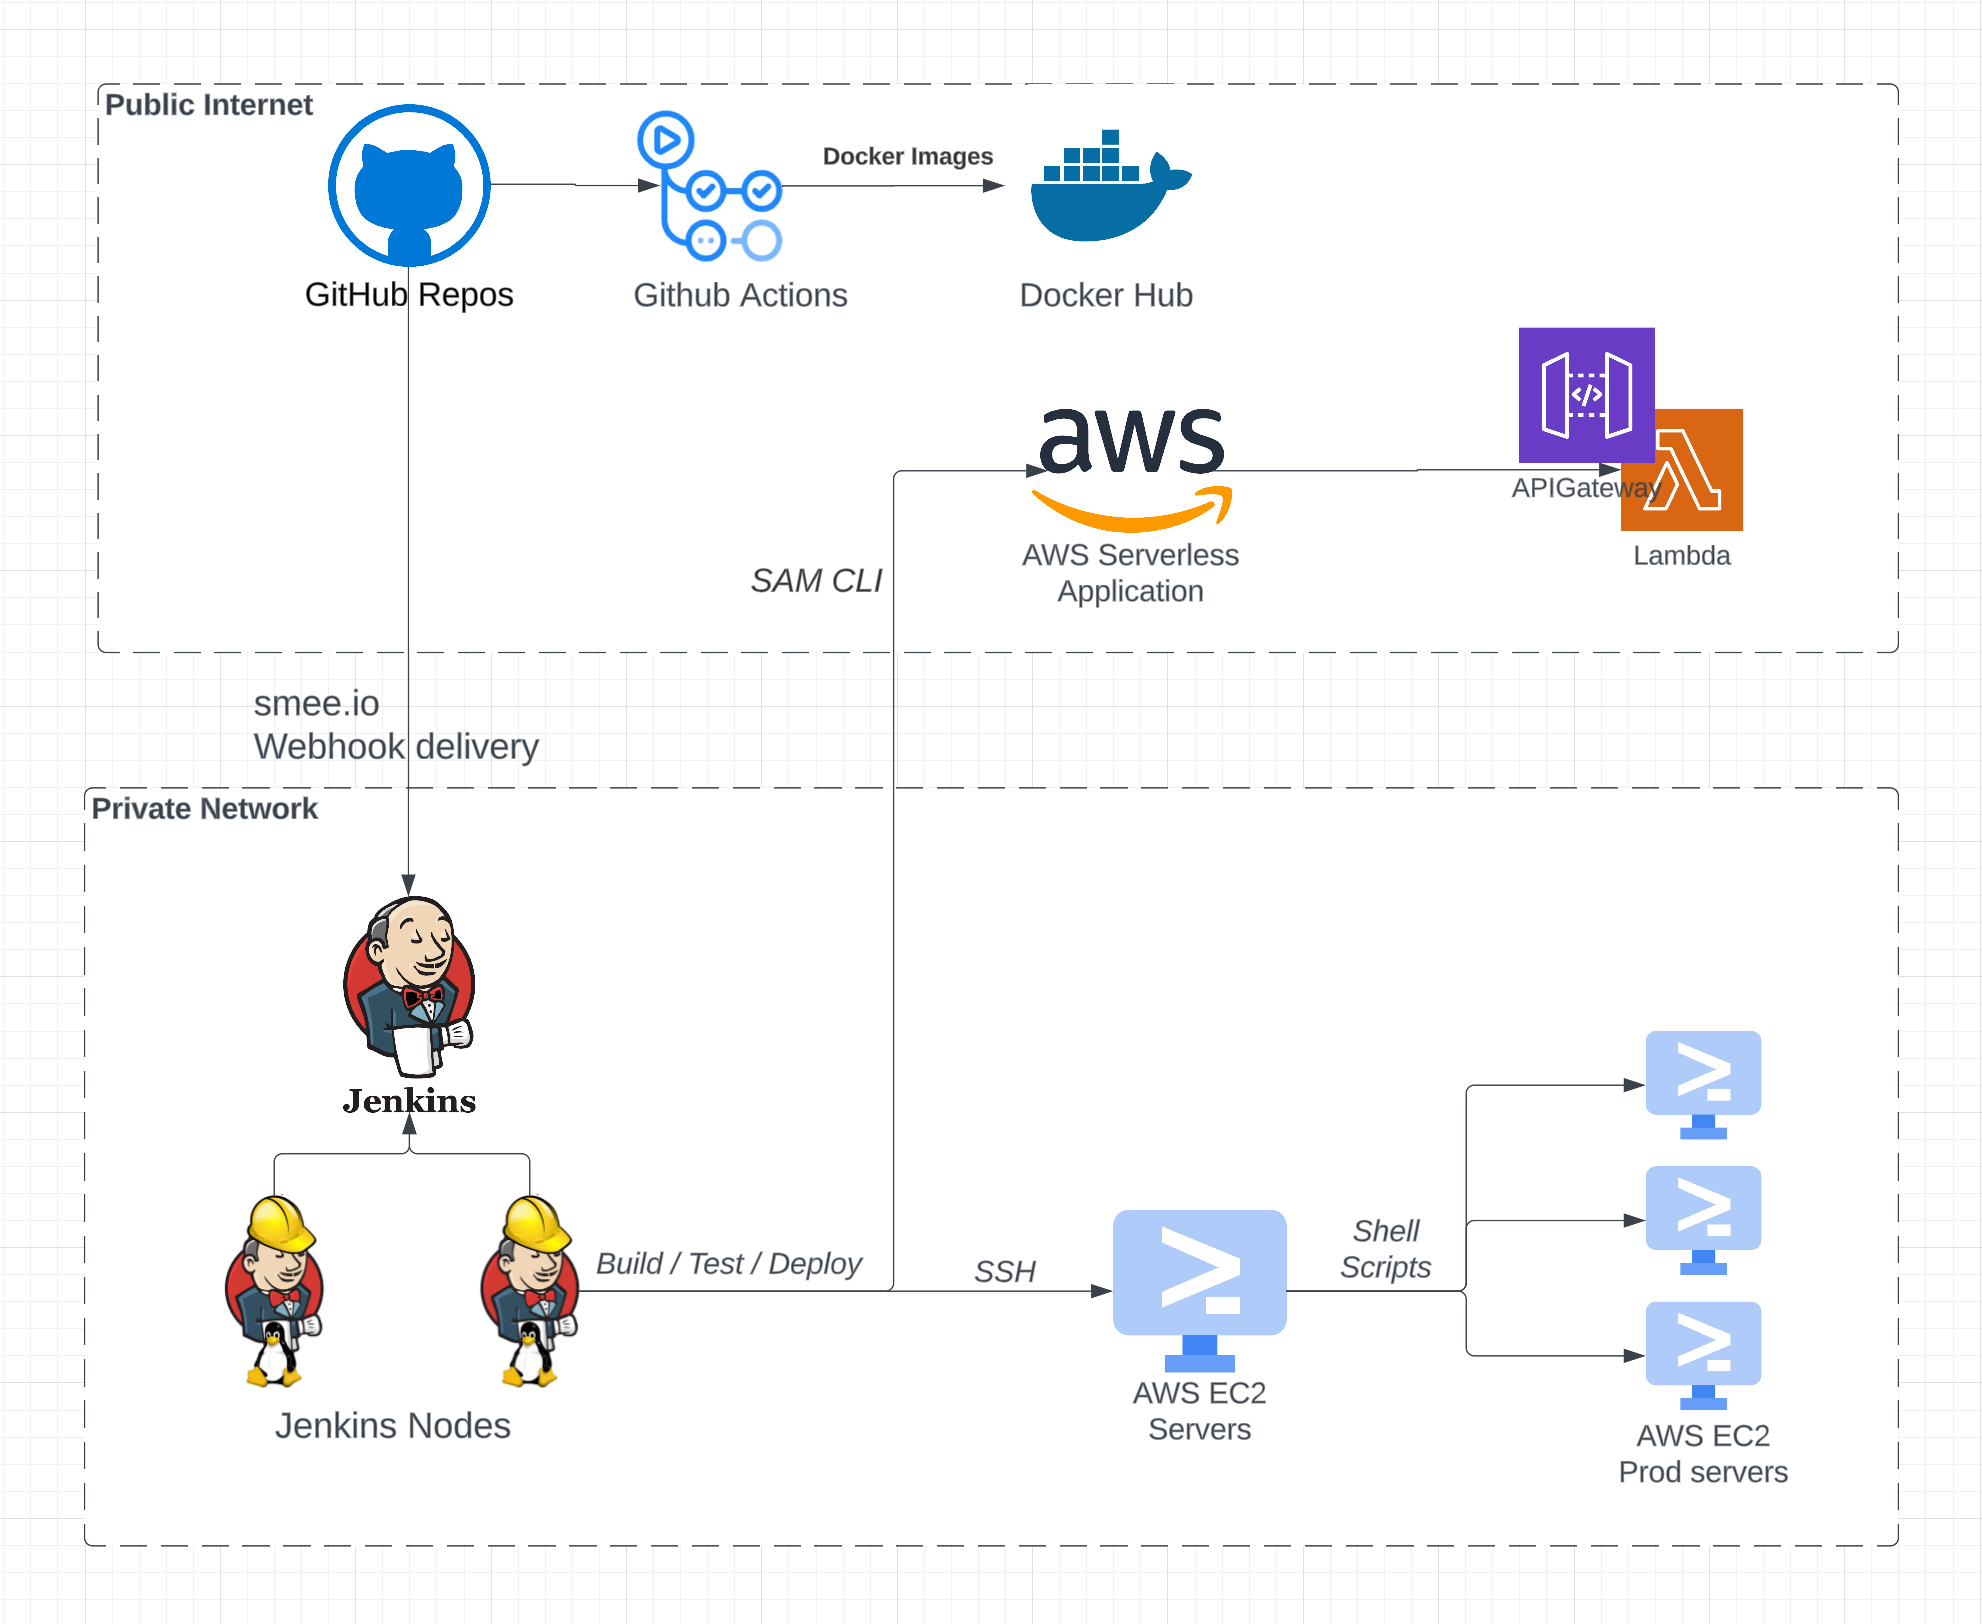 Public Internet
Docker Images
GitHub Repos
Github Actions
Docker Hub
aws
</>
APIGateway
AWS Serverless
Application
Lambda
SAM CLI
smee.io
Webhook delivery
Private Network
Jenkins
Build / Test / Deploy
SSH
Shell
Scripts
AWS EC2
Servers
Jenkins Nodes
AWS EC2
Prod servers